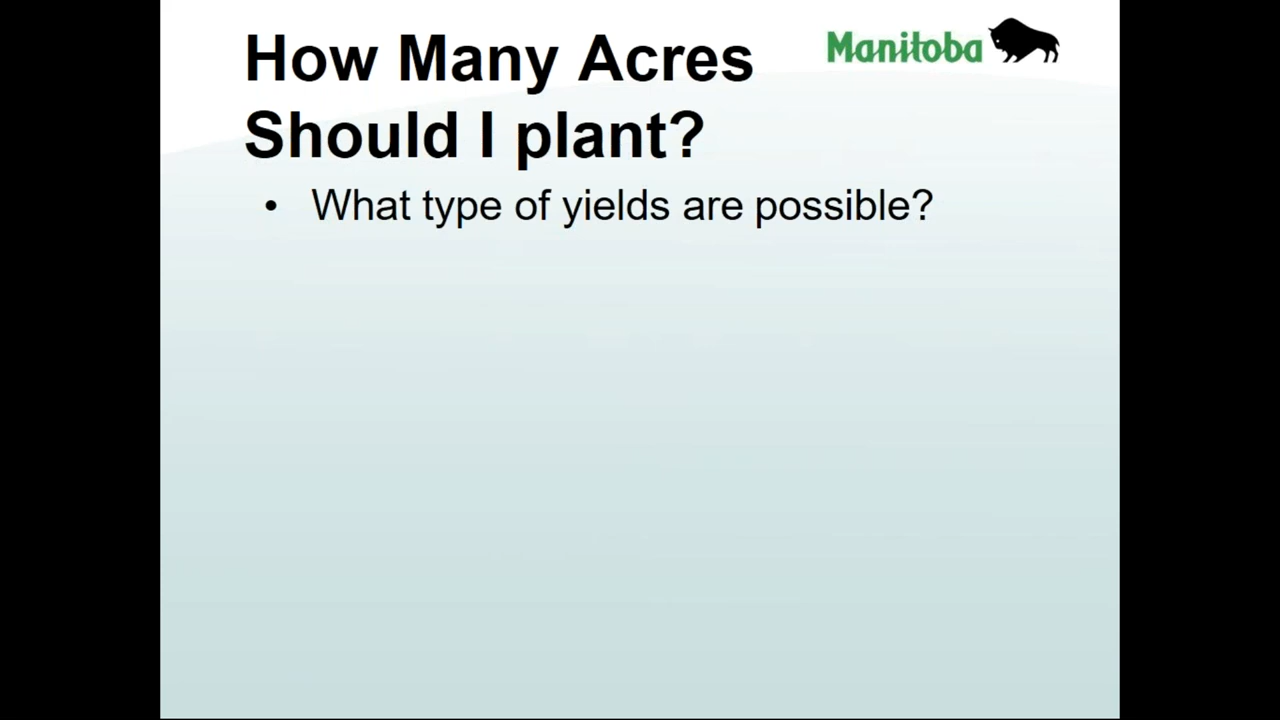 How Many Acres
Should I plant?
Manitoba
• What type of yields are possible?